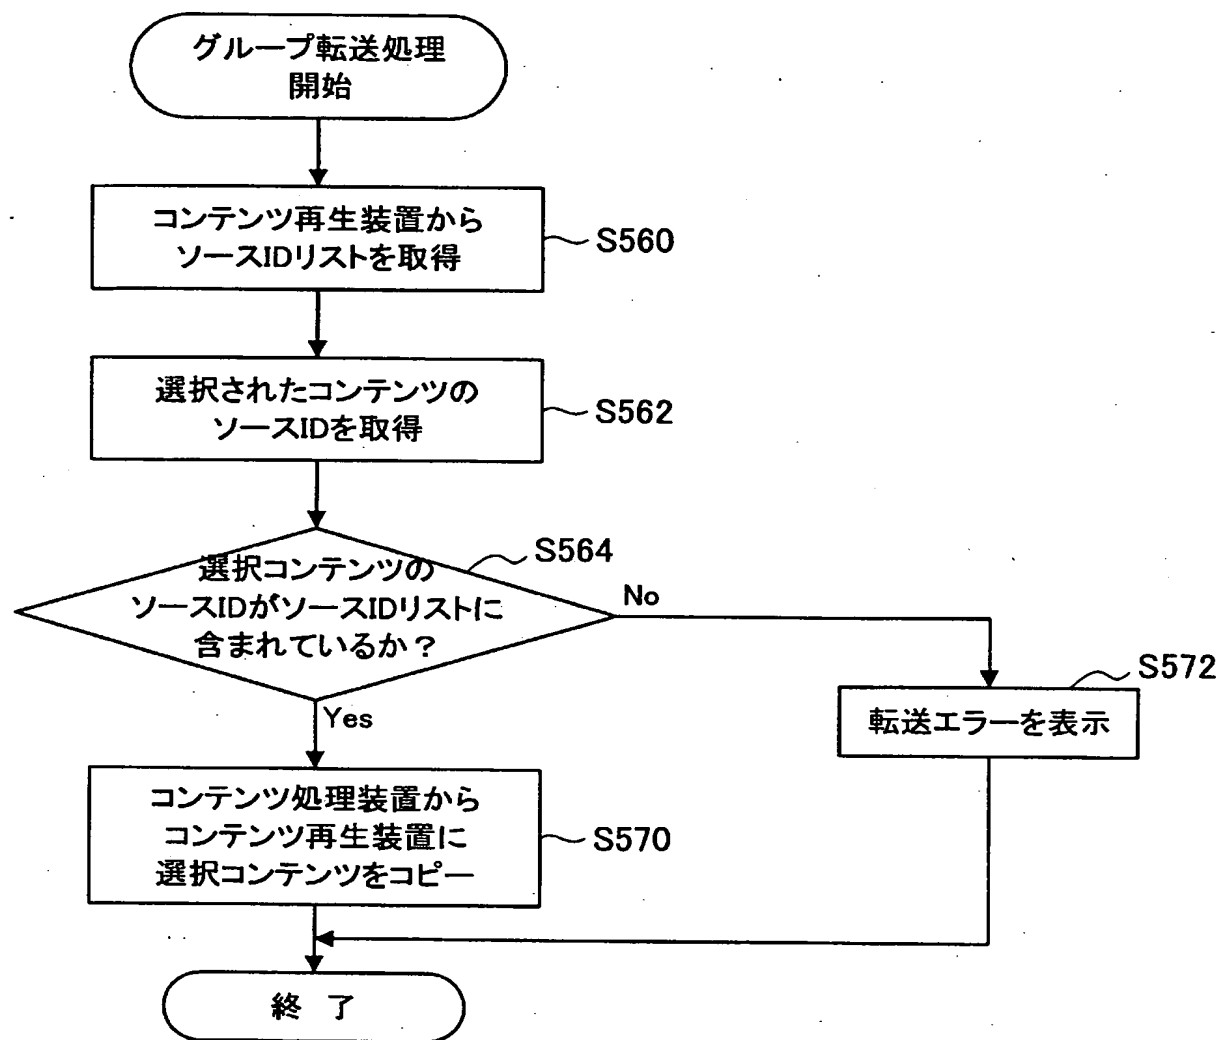 グループ転送処理
開始
コンテンツ再生装置から
ソースIDリストを取得
S560
選択されたコンテンツの
ソースIDを取得
S562
S564
選択コンテンツの
ソースIDがソースIDリストに
含まれているか?
No
Yes
S572
転送エラーを表示
コンテンツ処理装置から
コンテンツ再生装置に
選択コンテンツをコピー
S570
終 了